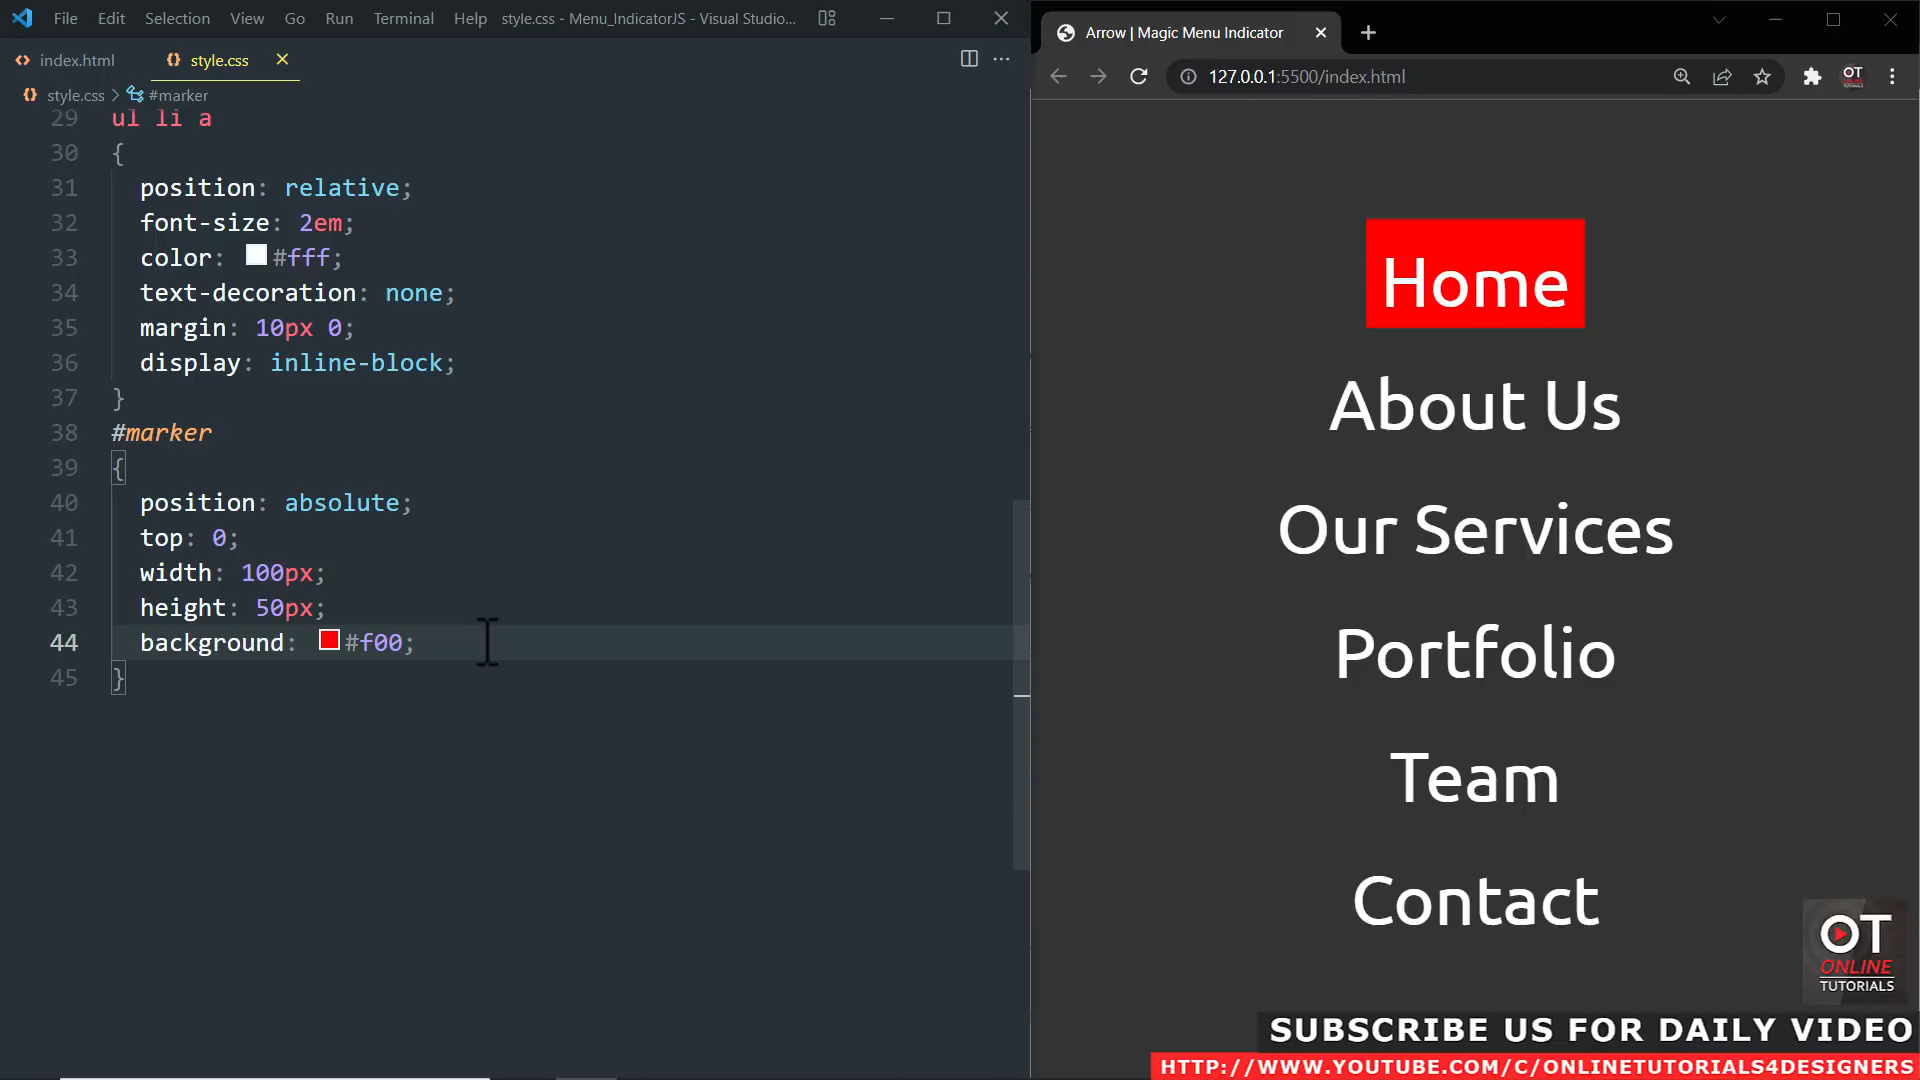 File Edit Selection View Go Run Terminal Help style.css - Menu_IndicatorJS - Visual Studio...
index.html style.css
style.css > #marker
29 ul li a
30 {
31 position: relative;
32 font-size: 2em;
33 color: #fff;
34 text-decoration: none;
35 margin: 10px 0;
36 display: inline-block;
37 }
38 #marker
39 {
40 position: absolute;
41 top: 0;
42 width: 100px;
43 height: 50px;
44 background: #f00;
45 }
Arrow | Magic Menu Indicator
127.0.0.1:5500/index.html
Home
About Us
Our Services
Portfolio
Team
Contact
OT
ONLINE
TUTORIALS
SUBSCRIBE US FOR DAILY VIDEO
HTTP://WWW.YOUTUBE.COM/C/ONLINETUTORIALS4DESIGNERS